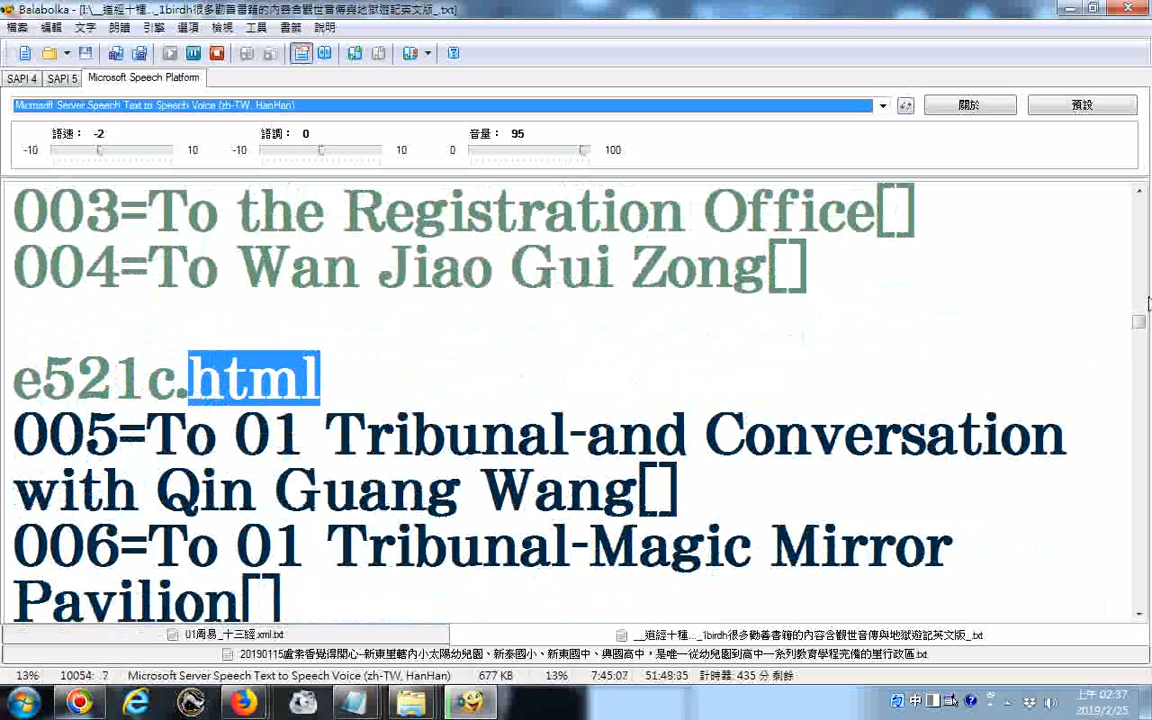 Balabolka - [I:\__道經十種..._1birdh很多勸善書籍的內容含觀世音傳與地獄遊記英文版_.txt]
檔案 編輯 文字 朗讀 引擎 選項 檢視 工具 書籤 說明
SAPI 4 SAPI 5 Microsoft Speech Platform
Microsoft Server Speech Text to Speech Voice (zh-TW, HanHan) 關於 預設
語速: -2 語調: 0 音量: 95
-10 10 -10 10 0 100
003=To the Registration Office[]
004=To Wan Jiao Gui Zong[]
e521c.html
005=To 01 Tribunal-and Conversation
with Qin Guang Wang[]
006=To 01 Tribunal-Magic Mirror
Pavilion[]
01周易_十三經.xml.txt __道經十種..._1birdh很多勸善書籍的內容含觀世音傳與地獄遊記英文版_.txt
20190115盧素香覺得開心-新東里轄內小太陽幼兒園、新泰國小、新東國中、興國高中，是唯一從幼兒園到高中一系列教育學程完備的里行政區.txt
13% 10054: 7 Microsoft Server Speech Text to Speech Voice (zh-TW, HanHan) 677 KB 13% 7:45:07 51:48:35 計時器: 435 分 剩餘
中 上午 02:37
2019/2/25